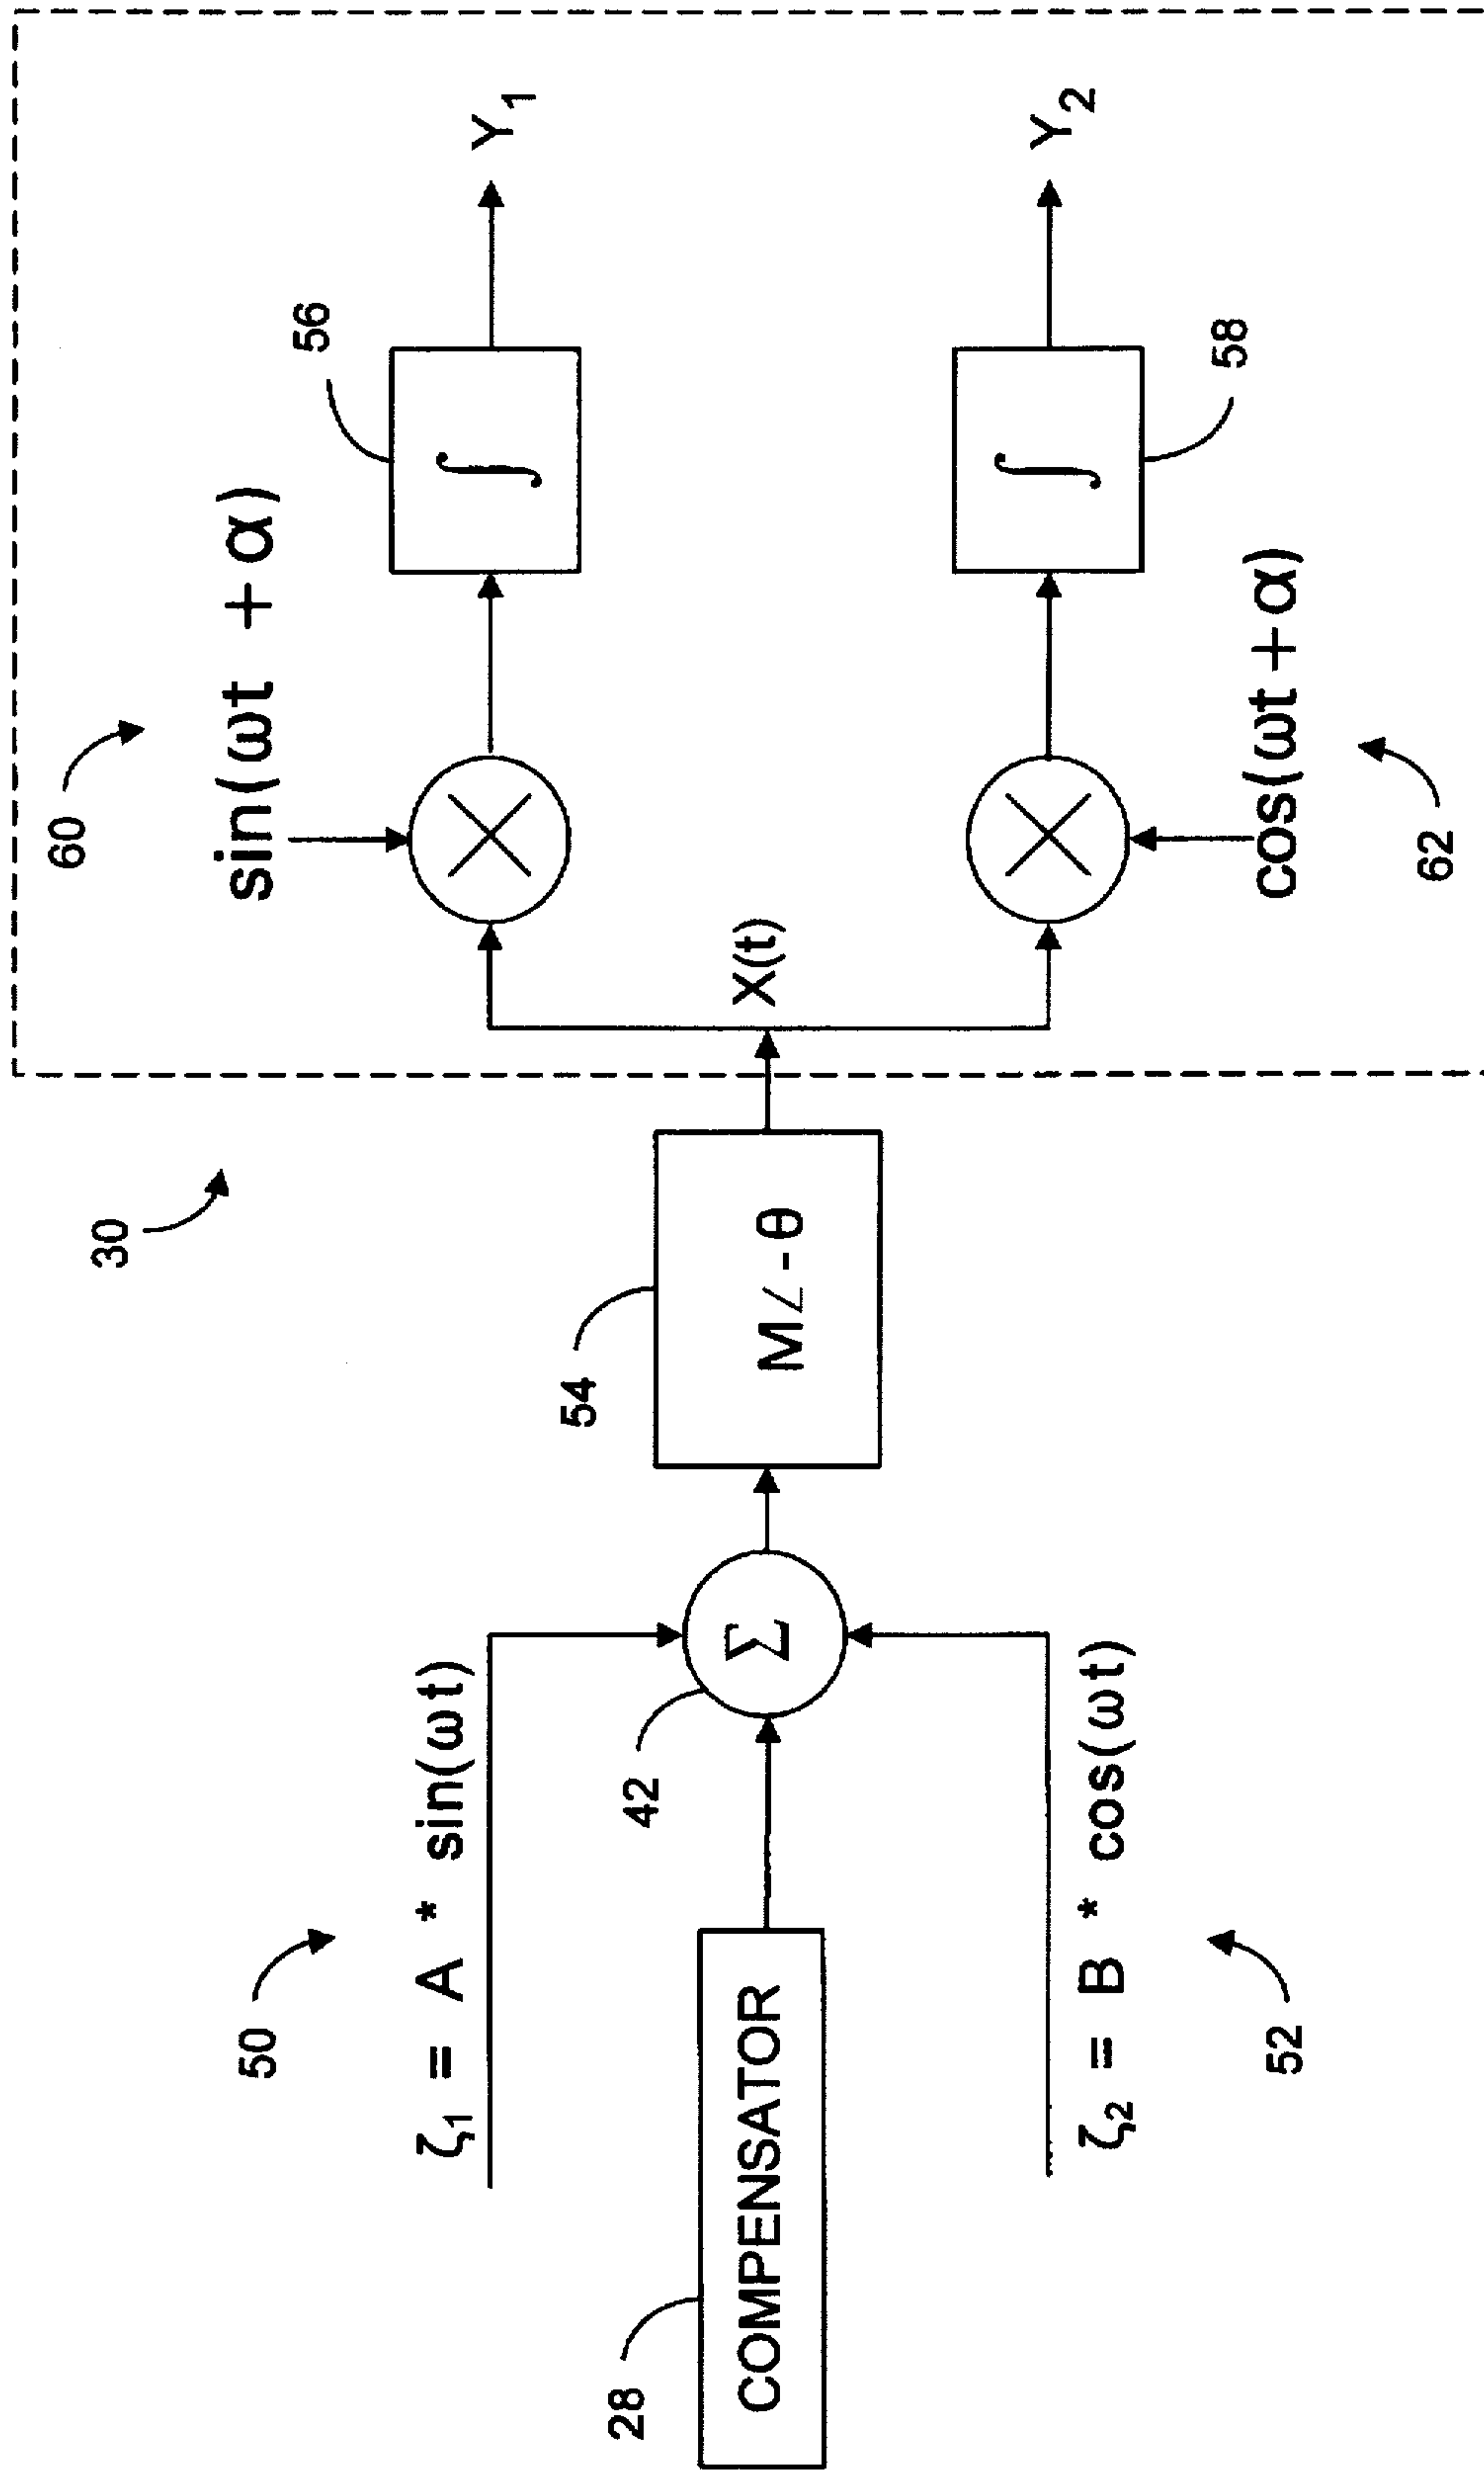 30
50
ζ₁ = A * sin(ωt)
28
COMPENSATOR
42
Σ
54
M∠-θ
ζ₂ = B * cos(ωt)
52
60
sin(ωt + α)
X(t)
56
∫
Y₁
58
∫
Y₂
cos(ωt + α)
62